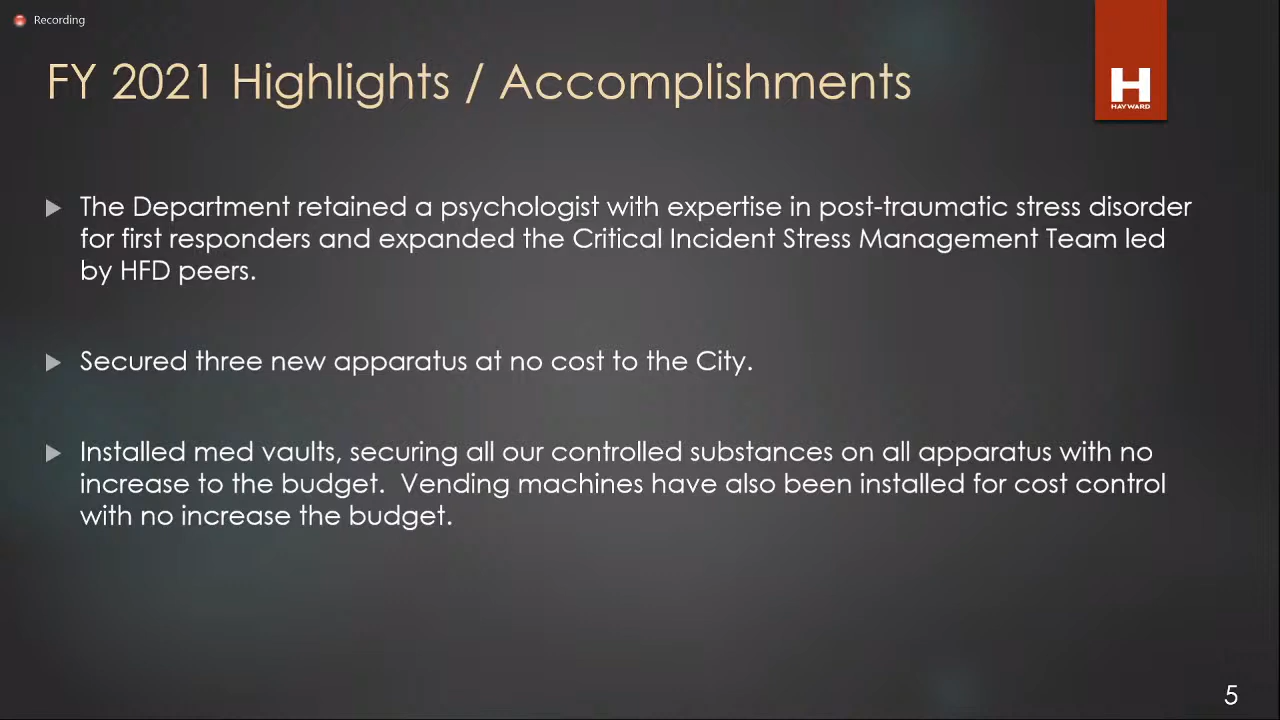 Recording
FY 2021 Highlights / Accomplishments
H
HAYWARD
The Department retained a psychologist with expertise in post-traumatic stress disorder
for first responders and expanded the Critical Incident Stress Management Team led
by HFD peers.
Secured three new apparatus at no cost to the City.
Installed med vaults, securing all our controlled substances on all apparatus with no
increase to the budget.  Vending machines have also been installed for cost control
with no increase the budget.
5